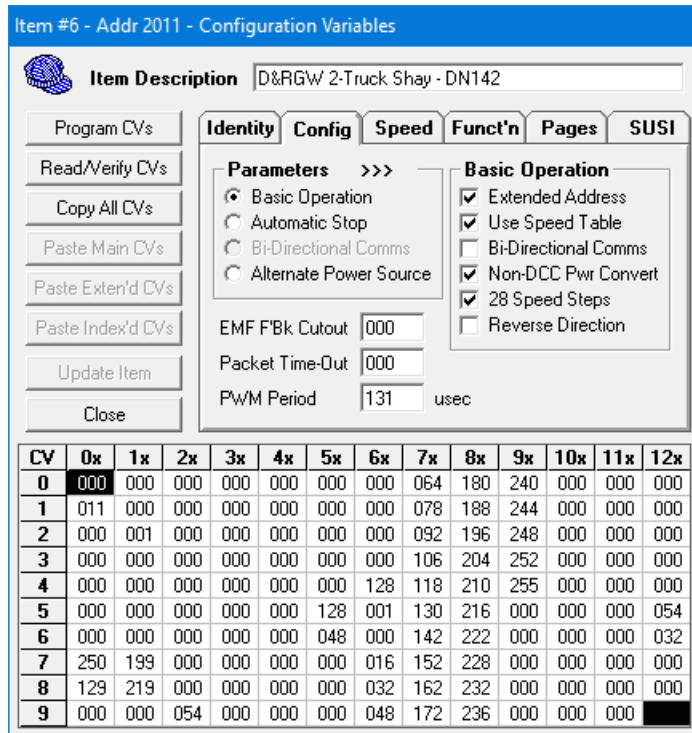 Item #6 - Addr 2011 - Configuration Variables
Item Description D&RGW 2-Truck Shay - DN142
Program CVs
Read/Verify CVs
Copy All CVs
Paste Main CVs
Paste Exten'd CVs
Paste Index'd CVs
Update Item
Close
Identity Config Speed Funct'n Pages SUSI
Parameters >>>
Basic Operation
Automatic Stop
Bi-Directional Comms
Alternate Power Source
Basic Operation
Extended Address
Use Speed Table
Bi-Directional Comms
Non-DCC Pwr Convert
28 Speed Steps
Reverse Direction
EMF F'Bk Cutout 000
Packet Time-Out 000
PWM Period 131 usec
CV 0x 1x 2x 3x 4x 5x 6x 7x 8x 9x 10x 11x 12x
0 000 000 000 000 000 000 000 064 180 240 000 000 000
1 011 000 000 000 000 000 000 078 188 244 000 000 000
2 000 001 000 000 000 000 000 092 196 248 000 000 000
3 000 000 000 000 000 000 000 106 204 252 000 000 000
4 000 000 000 000 000 000 128 118 210 255 000 000 000
5 000 000 000 000 000 128 001 130 216 000 000 000 054
6 000 000 000 000 000 048 000 142 222 000 000 000 032
7 250 199 000 000 000 000 016 152 228 000 000 000 000
8 129 219 000 000 000 000 032 162 232 000 000 000 000
9 000 000 054 000 000 000 048 172 236 000 000 000